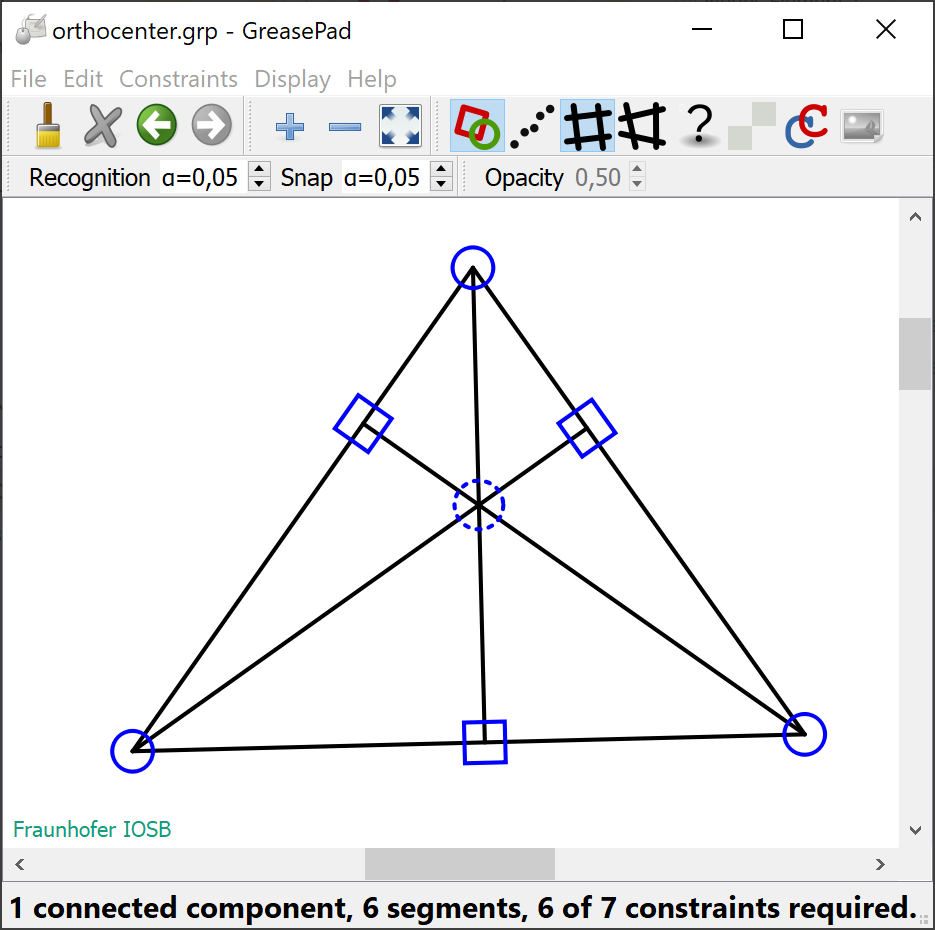 orthocenter.grp - GreasePad
File Edit Constraints Display Help
Recognition α=0,05 Snap α=0,05 Opacity 0,50
Fraunhofer IOSB
1 connected component, 6 segments, 6 of 7 constraints required.